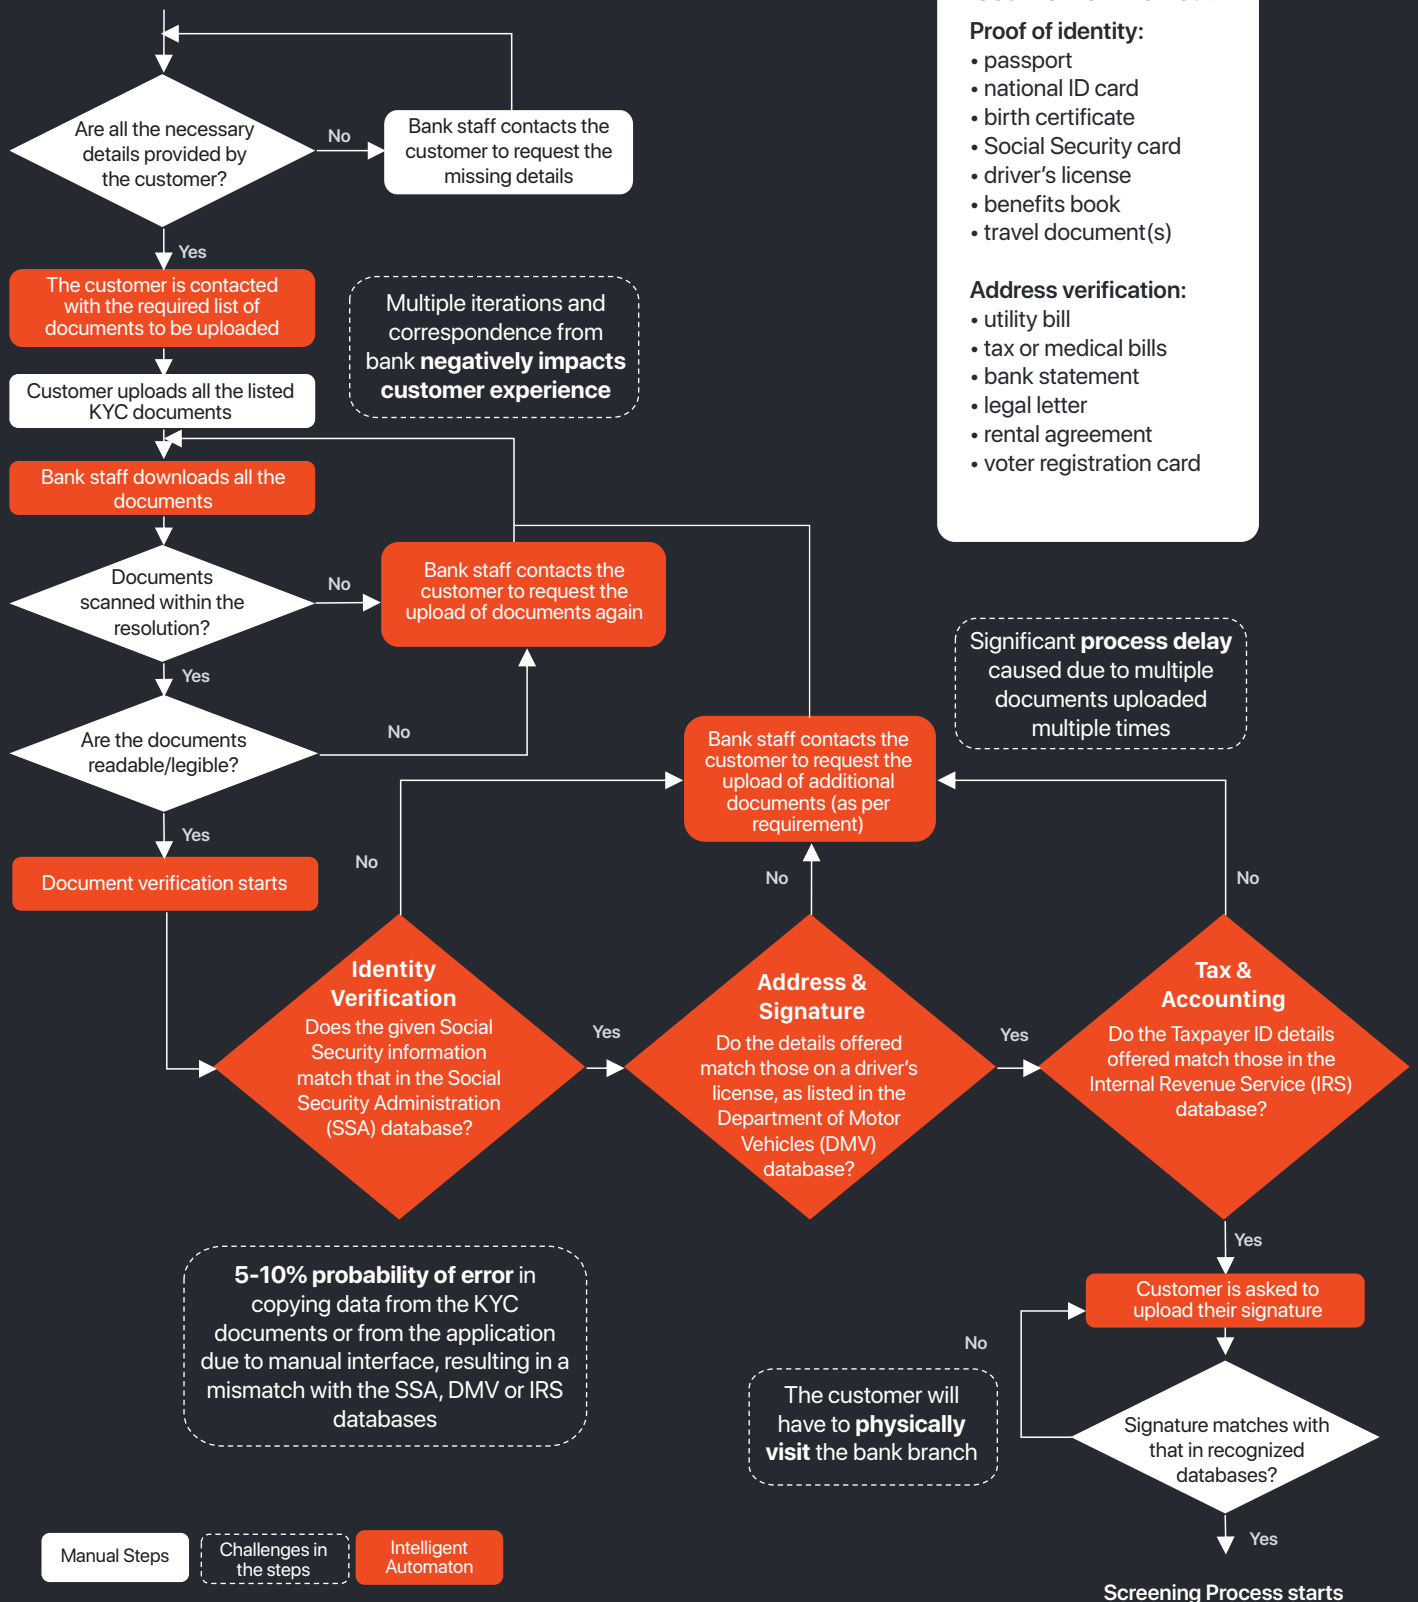 Proof of identity:
• passport
• national ID card
• birth certificate
• Social Security card
• driver's license
• benefits book
• travel document(s)
Address verification:
• utility bill
• tax or medical bills
• bank statement
• legal letter
• rental agreement
• voter registration card
Are all the necessary
details provided by
the customer?
No
Bank staff contacts the
customer to request the
missing details
Yes
The customer is contacted
with the required list of
documents to be uploaded
Multiple iterations and
correspondence from
bank negatively impacts
customer experience
Customer uploads all the listed
KYC documents
Bank staff downloads all the
documents
Documents
scanned within the
resolution?
No
Bank staff contacts the
customer to request the
upload of documents again
Yes
Are the documents
readable/legible?
No
Significant process delay
caused due to multiple
documents uploaded
multiple times
Bank staff contacts the
customer to request the
upload of additional
documents (as per
requirement)
Yes
Document verification starts
No
No
No
Identity
Verification
Does the given Social
Security information
match that in the Social
Security Administration
(SSA) database?
Yes
Address &
Signature
Do the details offered
match those on a driver's
license, as listed in the
Department of Motor
Vehicles (DMV)
database?
Yes
Tax &
Accounting
Do the Taxpayer ID details
offered match those in the
Internal Revenue Service (IRS)
database?
Yes
5-10% probability of error in
copying data from the KYC
documents or from the application
due to manual interface, resulting in a
mismatch with the SSA, DMV or IRS
databases
Customer is asked to
upload their signature
No
The customer will
have to physically
visit the bank branch
Signature matches with
that in recognized
databases?
Yes
Screening Process starts
Manual Steps
Challenges in
the steps
Intelligent
Automaton